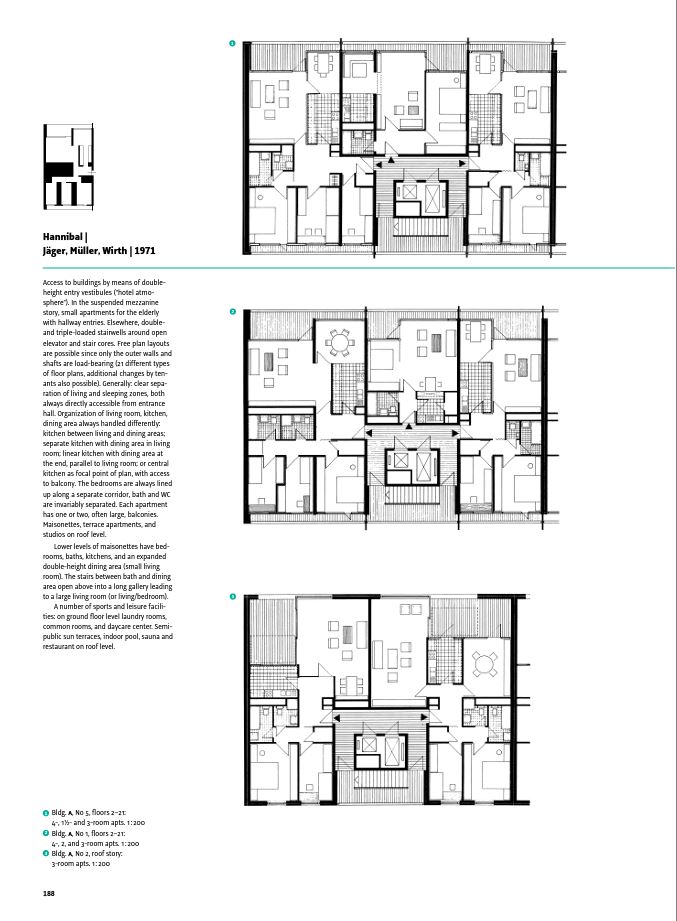 1
Hannibal |
Jäger, Müller, Wirth | 1971
Access to buildings by means of double-
height entry vestibules ("hotel atmo-
sphere"). In the suspended mezzanine
story, small apartments for the elderly
with hallway entries. Elsewhere, double-
and triple-loaded stairwells around open
elevator and stair cores. Free plan layouts
are possible since only the outer walls and
shafts are load-bearing (21 different types
of floor plans, additional changes by ten-
ants also possible). Generally: clear sepa-
ration of living and sleeping zones, both
always directly accessible from entrance
hall. Organization of living room, kitchen,
dining area always handled differently:
kitchen between living and dining areas;
separate kitchen with dining area in living
room; linear kitchen with dining area at
the end, parallel to living room; or central
kitchen as focal point of plan, with access
to balcony. The bedrooms are always lined
up along a separate corridor, bath and WC
are invariably separated. Each apartment
has one or two, often large, balconies.
Maisonettes, terrace apartments, and
studios on roof level.
Lower levels of maisonettes have bed-
rooms, baths, kitchens, and an expanded
double-height dining area (small living
room). The stairs between bath and dining
area open above into a long gallery leading
to a large living room (or living/bedroom).
A number of sports and leisure facili-
ties: on ground floor level laundry rooms,
common rooms, and daycare center. Semi-
public sun terraces, indoor pool, sauna and
restaurant on roof level.
2
3
1 Bldg. A, No 5, floors 2–21:
4-, 1½- and 3-room apts. 1:200
2 Bldg. A, No 1, floors 2–21:
4-, 2, and 3-room apts. 1:200
3 Bldg. A, No 2, roof story:
3-room apts. 1:200
188